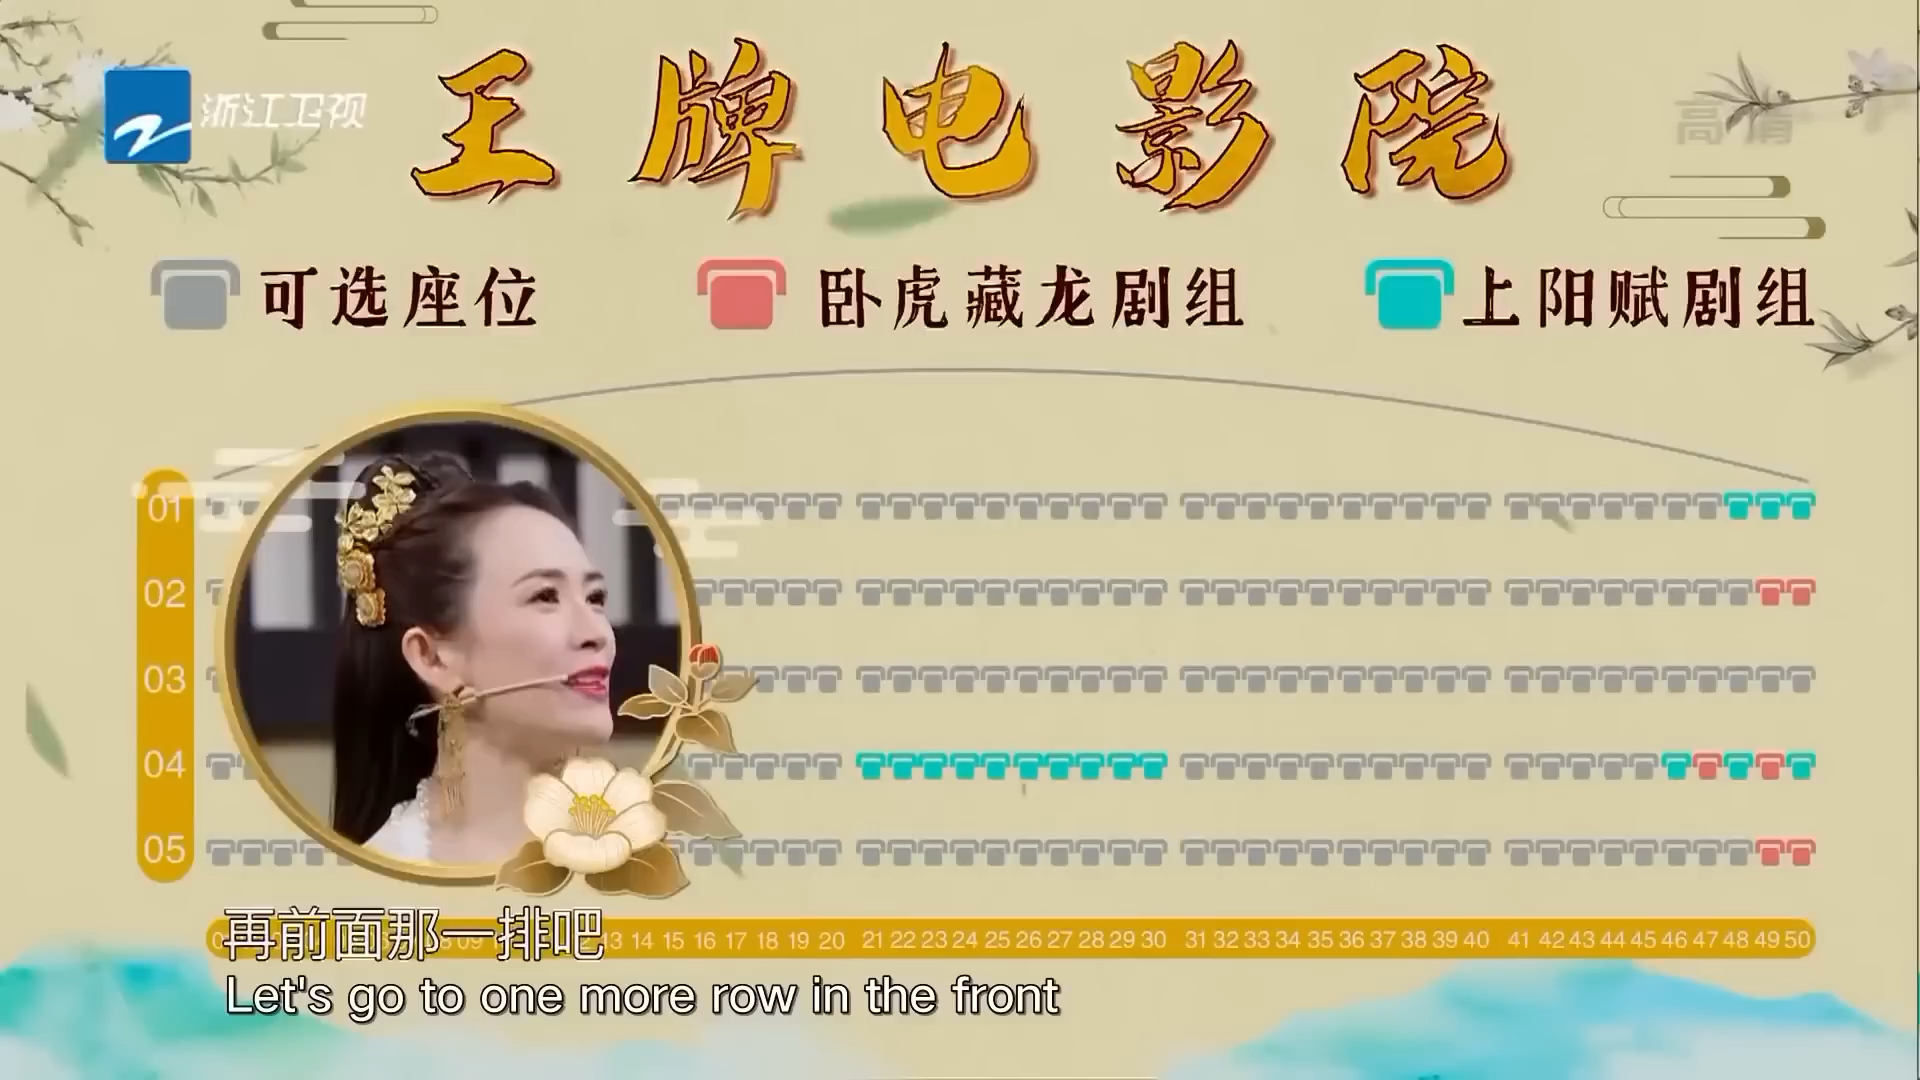 王牌电影院
浙江卫视
高清
可选座位 卧虎藏龙剧组 上阳赋剧组
01
02
03
04
05
13 14 15 16 17 18 19 20 21 22 23 24 25 26 27 28 29 30 31 32 33 34 35 36 37 38 39 40 41 42 43 44 45 46 47 48 49 50
再前面那一排吧
Let's go to one more row in the front